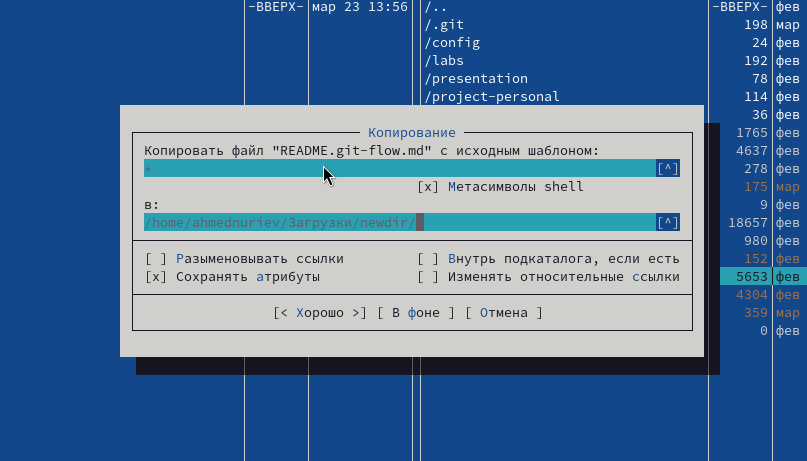 -ВВЕРХ- мар 23 13:56 /.. -ВВЕРХ- фев
/.git 198 мар
/config 24 фев
/labs 192 фев
/presentation 78 фев
/project-personal 114 фев
36 фев
Копирование
1765 фев
Копировать файл "README.git-flow.md" с исходным шаблоном:
4637 фев
* [^]
278 фев
[x] Метасимволы shell
175 мар
в:
9 фев
/home/ahmednuriev/Загрузки/newdir/ [^]
18657 фев
980 фев
[ ] Разыменовывать ссылки [ ] Внутрь подкаталога, если есть
152 фев
[x] Сохранять атрибуты [ ] Изменять относительные ссылки
5653 фев
4304 фев
[< Хорошо >] [ В фоне ] [ Отмена ]
359 мар
0 фев